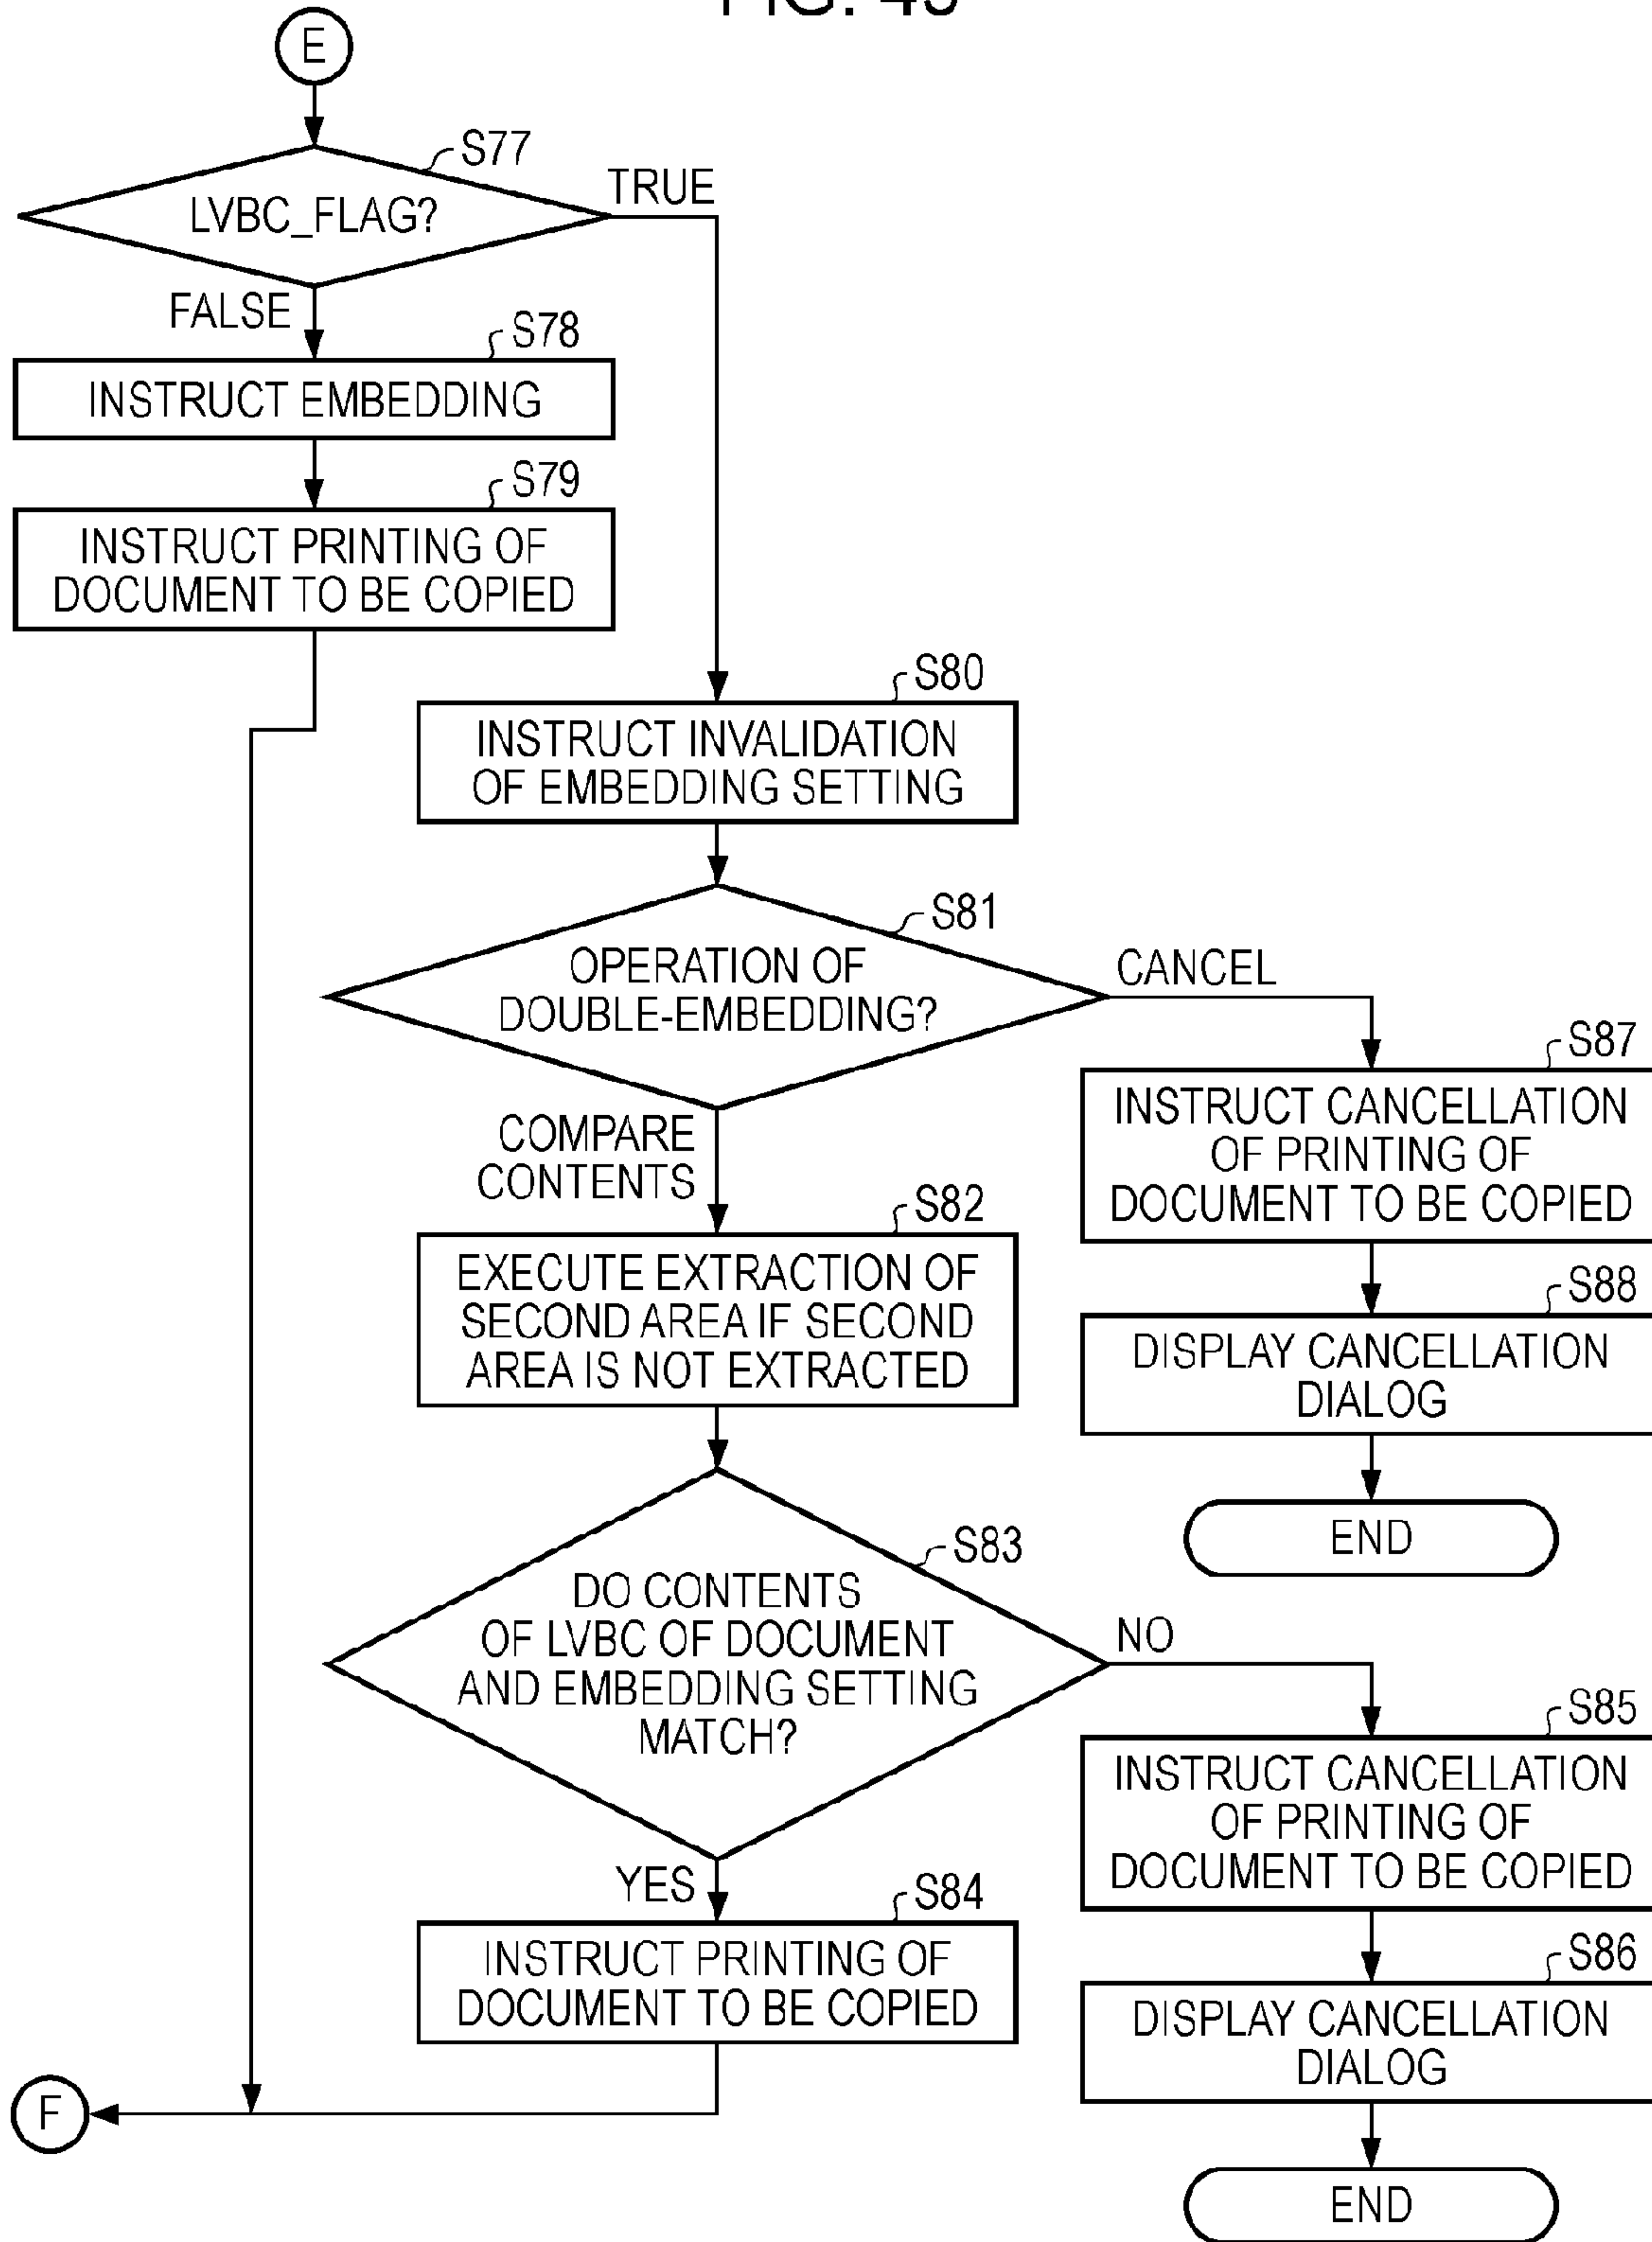 FIG.
E
S77
LVBC_FLAG?
TRUE
FALSE
S78
INSTRUCT EMBEDDING
S79
INSTRUCT PRINTING OF
DOCUMENT TO BE COPIED
S80
INSTRUCT INVALIDATION
OF EMBEDDING SETTING
S81
OPERATION OF
DOUBLE-EMBEDDING?
CANCEL
COMPARE
CONTENTS
S87
INSTRUCT CANCELLATION
OF PRINTING OF
DOCUMENT TO BE COPIED
S82
EXECUTE EXTRACTION OF
SECOND AREA IF SECOND
AREA IS NOT EXTRACTED
S88
DISPLAY CANCELLATION
DIALOG
END
S83
DO CONTENTS
OF LVBC OF DOCUMENT
AND EMBEDDING SETTING
MATCH?
NO
YES
S85
INSTRUCT CANCELLATION
OF PRINTING OF
DOCUMENT TO BE COPIED
S84
INSTRUCT PRINTING OF
DOCUMENT TO BE COPIED
S86
DISPLAY CANCELLATION
DIALOG
F
END